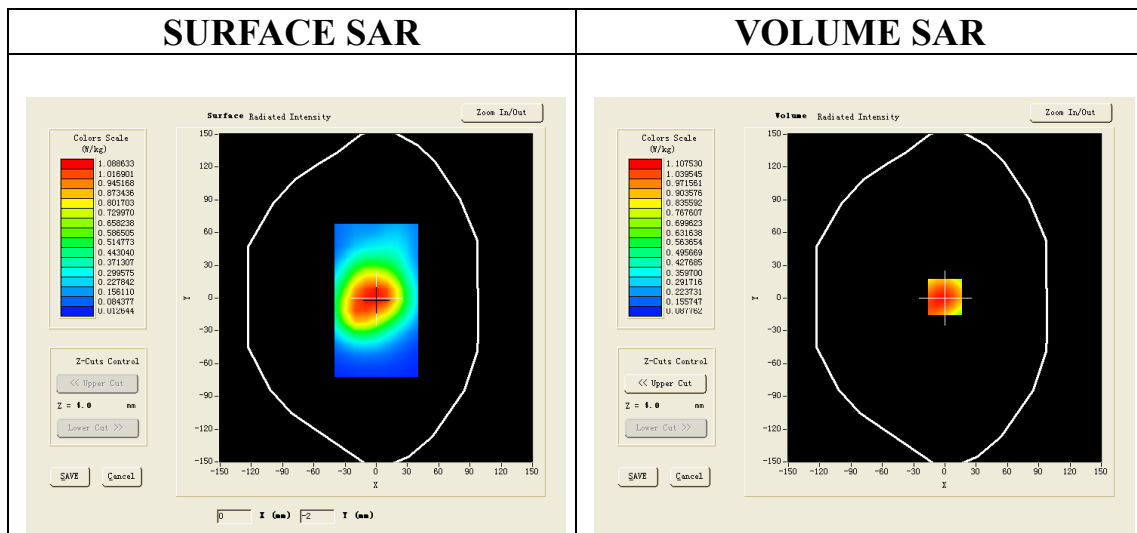 SURFACE SAR
VOLUME SAR
Surface Radiated Intensity
Zoom In/Out
Colors Scale
(W/kg)
1.088633
1.016901
0.945168
0.873436
0.801703
0.729970
0.658238
0.586505
0.514773
0.443040
0.371307
0.299575
0.227842
0.156110
0.084377
0.012644
150
120
90
60
30
0
-30
-60
-90
-120
-150
Y
-150 -120 -90 -60 -30 0 30 60 90 120 150
X
Z-Cuts Control
<< Upper Cut
Z = 4.0 mm
Lower Cut >>
SAVE Cancel
0 X (mm) -2 Y (mm)
Volume Radiated Intensity
Zoom In/Out
Colors Scale
(W/kg)
1.107530
1.039545
0.971561
0.903576
0.835592
0.767607
0.699623
0.631638
0.563654
0.495669
0.427685
0.359700
0.291716
0.223731
0.155747
0.087762
150
120
90
60
30
0
-30
-60
-90
-120
-150
Y
-150 -120 -90 -60 -30 0 30 60 90 120 150
X
Z-Cuts Control
<< Upper Cut
Z = 4.0 mm
Lower Cut >>
SAVE Cancel